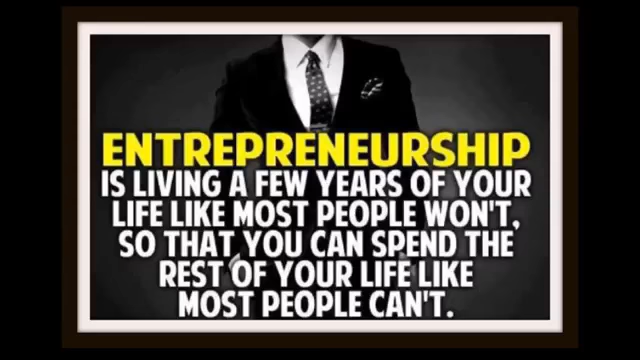 ENTREPRENEURSHIP
IS LIVING A FEW YEARS OF YOUR
LIFE LIKE MOST PEOPLE WON'T,
SO THAT YOU CAN SPEND THE
REST OF YOUR LIFE LIKE
MOST PEOPLE CAN'T.